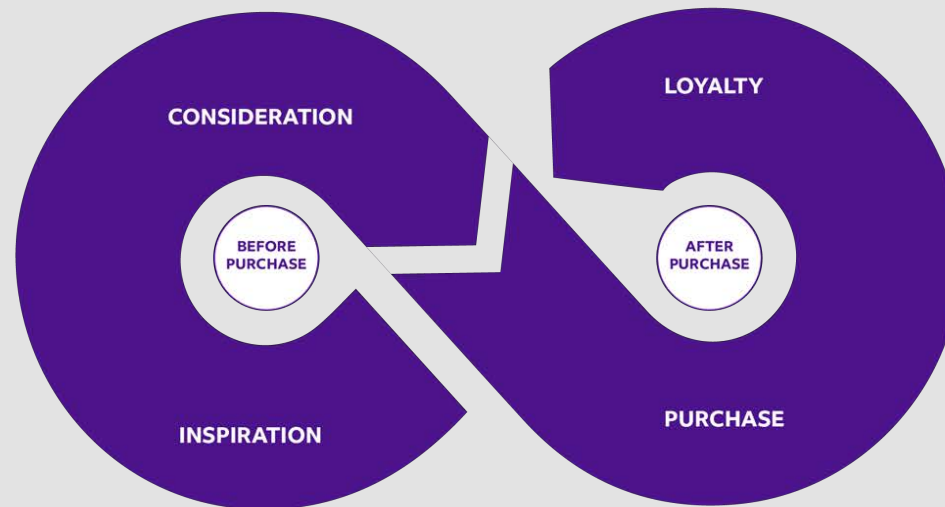 CONSIDERATION
LOYALTY
BEFORE
PURCHASE
AFTER
PURCHASE
INSPIRATION
PURCHASE